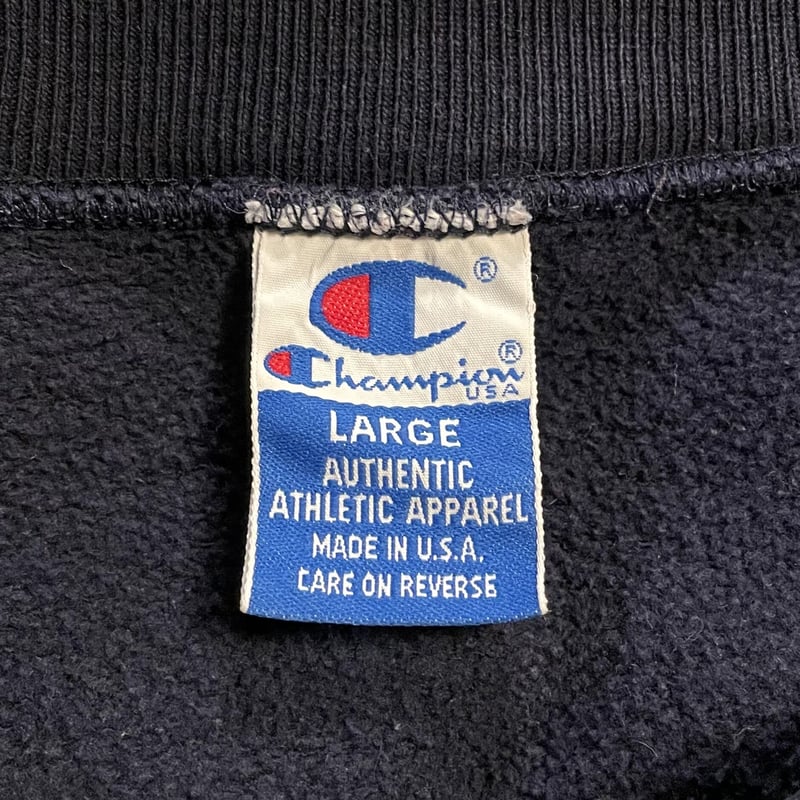 ®
Champion®
USA
LARGE
AUTHENTIC
ATHLETIC APPAREL
MADE IN U.S.A.
CARE ON REVERSE